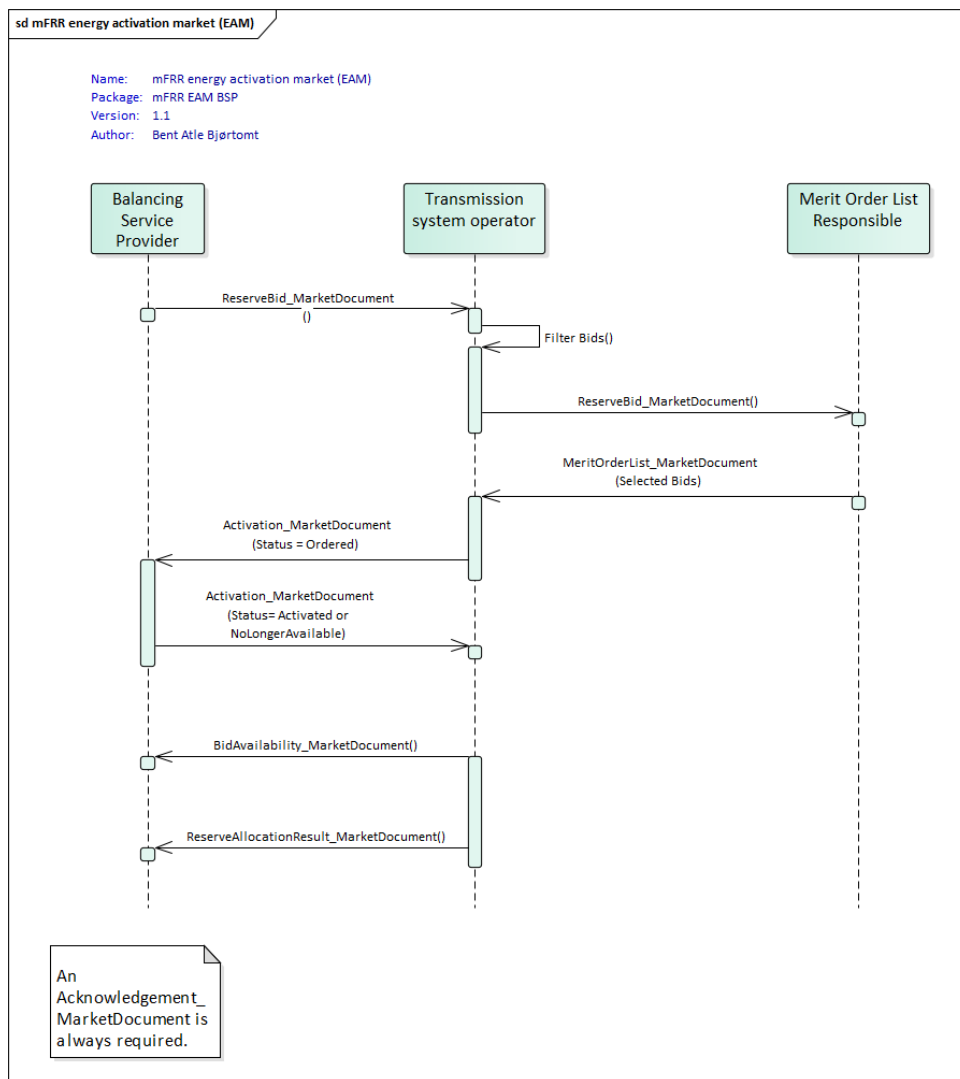 sd mFRR energy activation market (EAM)
Name: mFRR energy activation market (EAM)
Package: mFRR EAM BSP
Version: 1.1
Author: Bent Atle Bjørtomt
Balancing
Service
Provider
Transmission
system operator
Merit Order List
Responsible
ReserveBid_MarketDocument
()
Filter Bids()
ReserveBid_MarketDocument()
MeritOrderList_MarketDocument
(Selected Bids)
Activation_MarketDocument
(Status = Ordered)
Activation_MarketDocument
(Status= Activated or
NoLongerAvailable)
BidAvailability_MarketDocument()
ReserveAllocationResult_MarketDocument()
An
Acknowledgement_
MarketDocument is
always required.